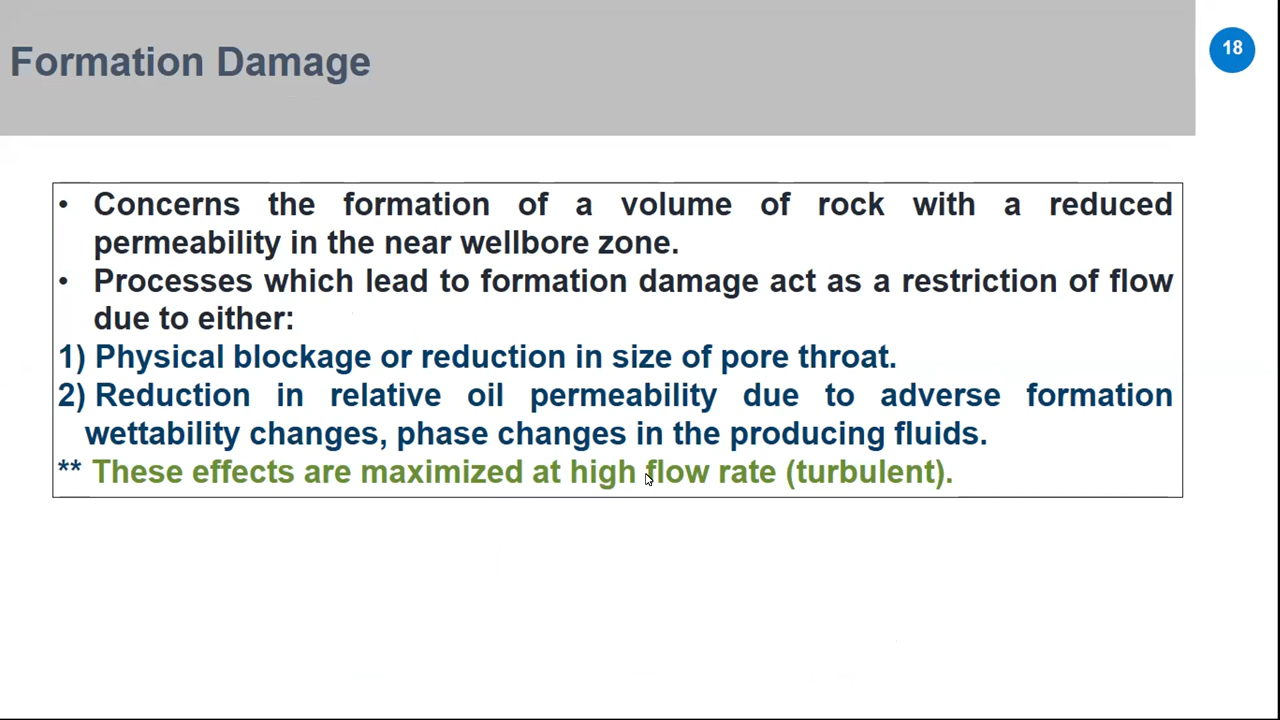 Formation Damage
18
• Concerns the formation of a volume of rock with a reduced
permeability in the near wellbore zone.
• Processes which lead to formation damage act as a restriction of flow
due to either:
1) Physical blockage or reduction in size of pore throat.
2) Reduction in relative oil permeability due to adverse formation
wettability changes, phase changes in the producing fluids.
** These effects are maximized at high flow rate (turbulent).